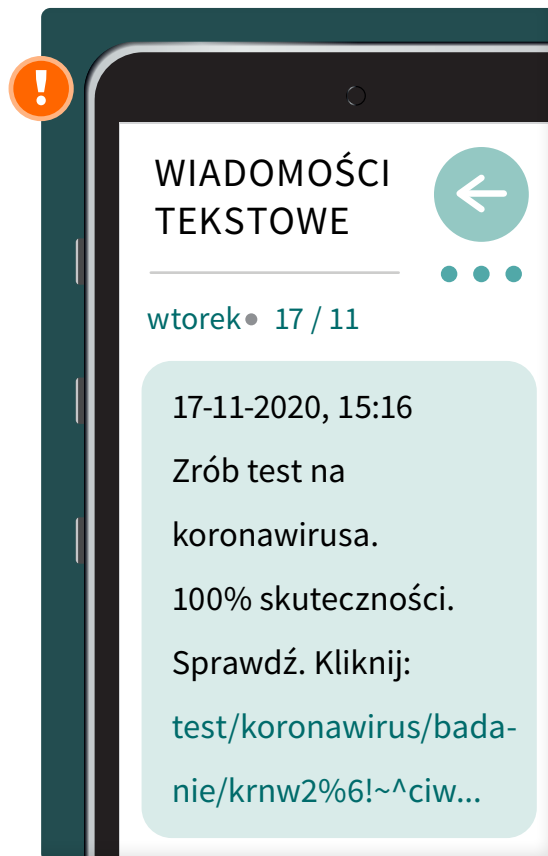 !
WIADOMOŚCI
TEKSTOWE
wtorek• 17 / 11
17-11-2020, 15:16
Zrób test na
koronawirusa.
100% skuteczności.
Sprawdź. Kliknij:
test/koronawirus/bada-
nie/krnw2%6!~^ciw...